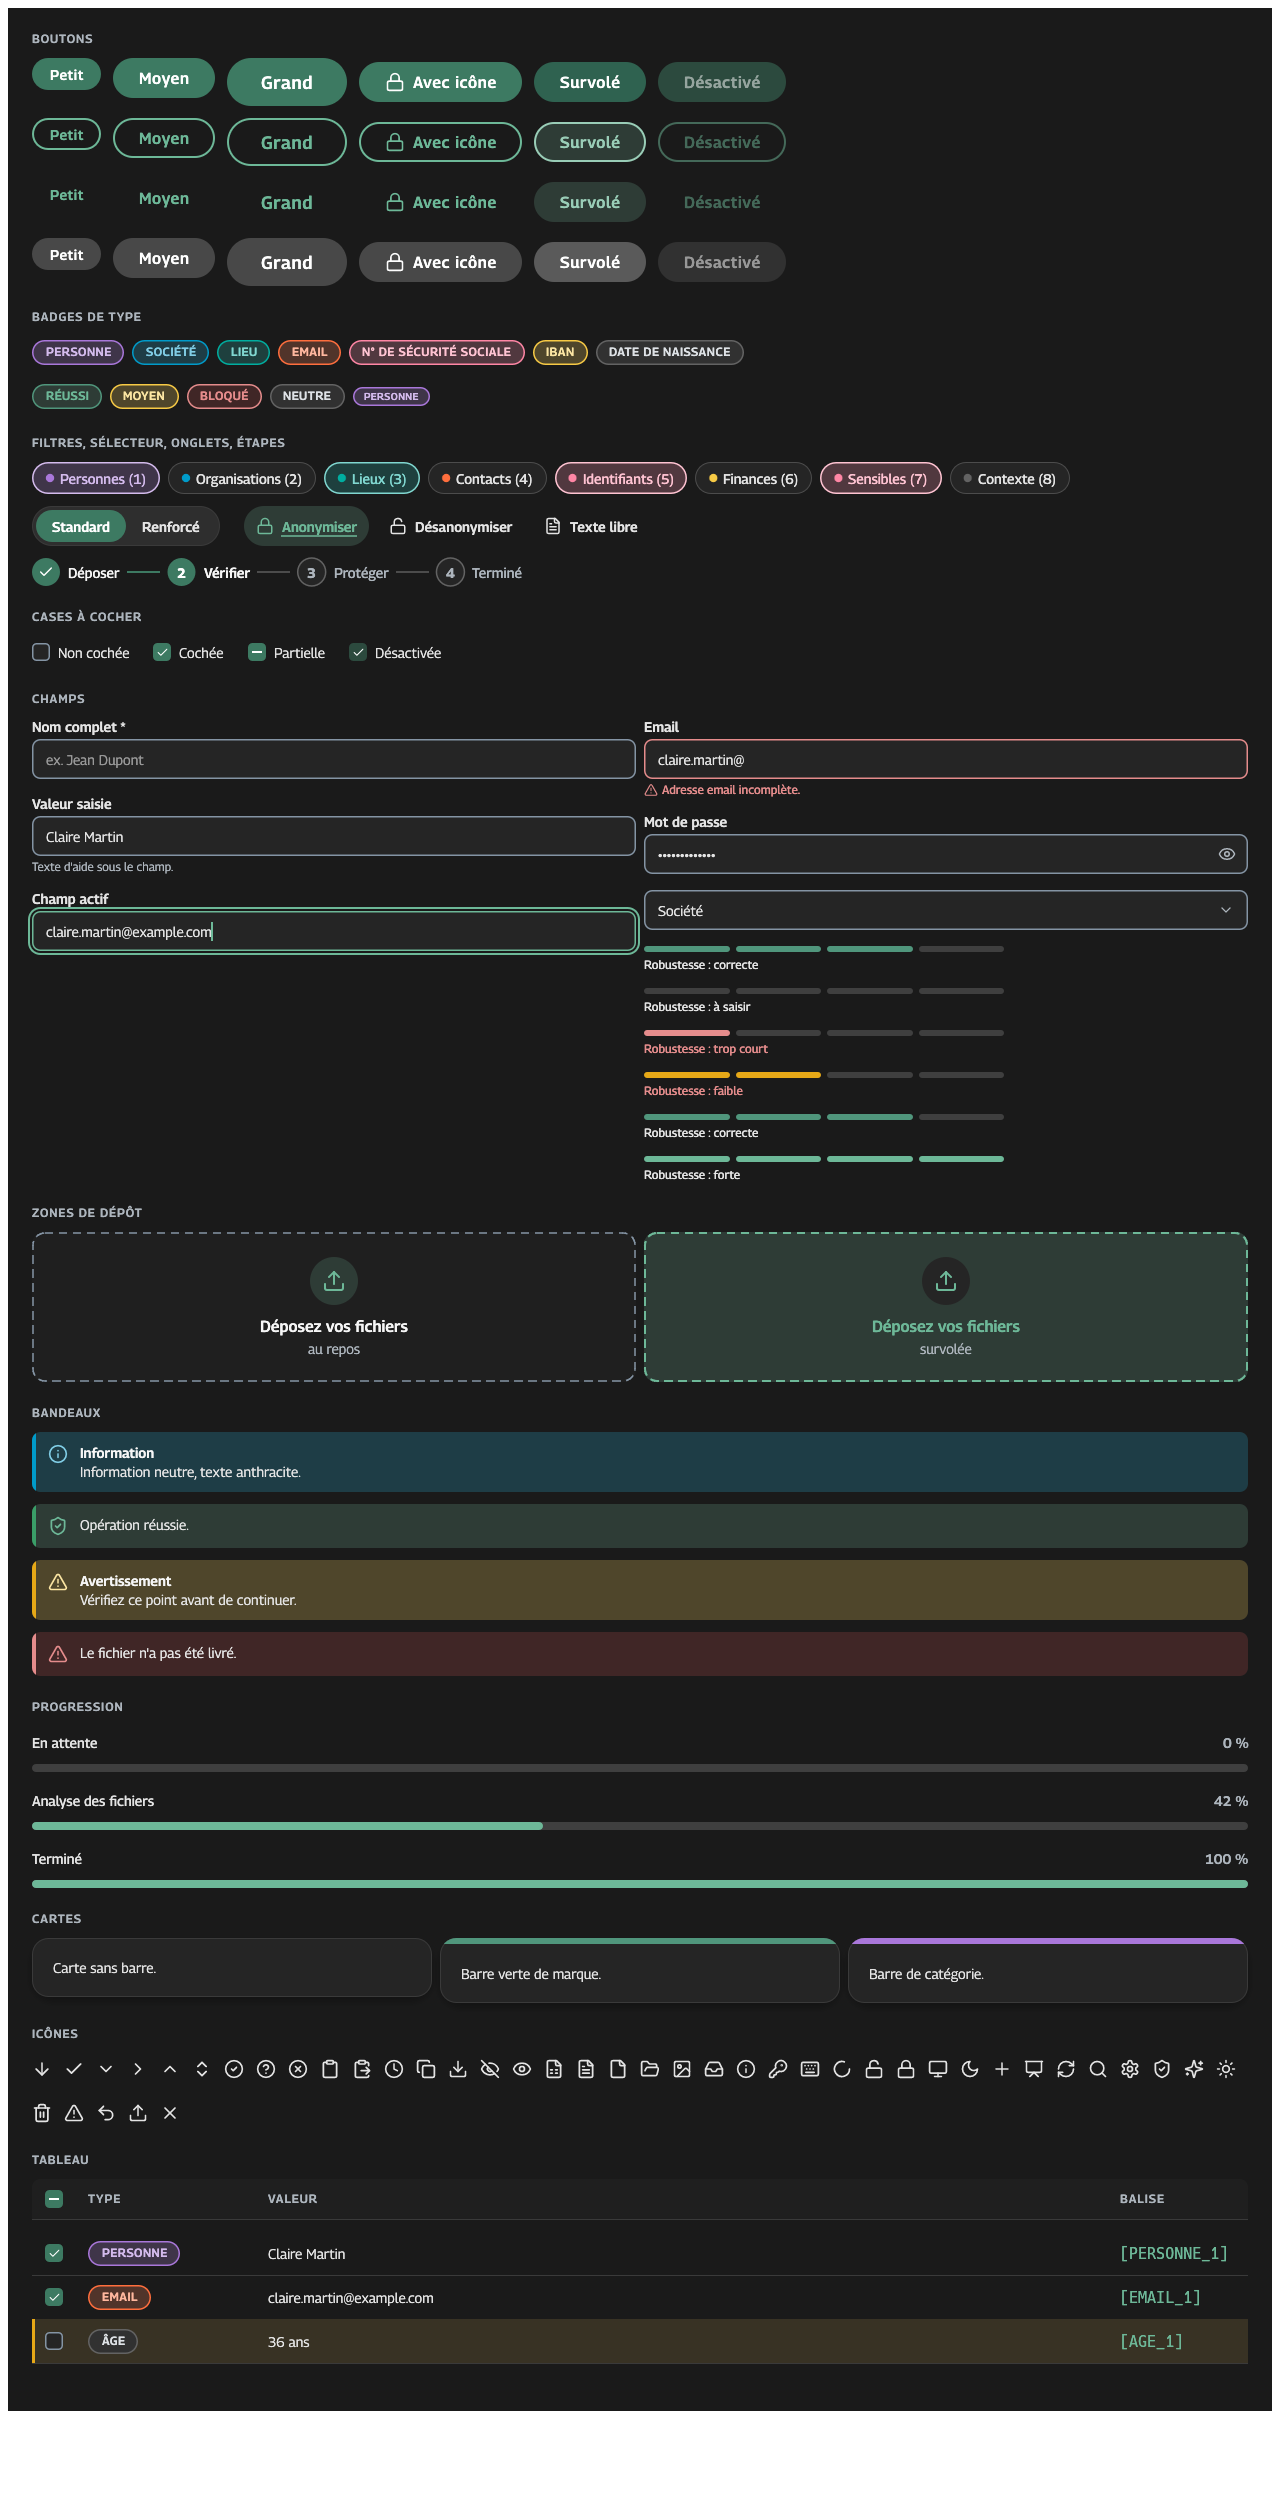 BOUTONS
Petit Moyen Grand Avec icône Survolé Désactivé
Petit Moyen Grand Avec icône Survolé Désactivé
Petit Moyen Grand Avec icône Survolé Désactivé
Petit Moyen Grand Avec icône Survolé Désactivé
BADGES DE TYPE
PERSONNE SOCIÉTÉ LIEU EMAIL N° DE SÉCURITÉ SOCIALE IBAN DATE DE NAISSANCE
RÉUSSI MOYEN BLOQUÉ NEUTRE PERSONNE
FILTRES, SÉLECTEUR, ONGLETS, ÉTAPES
Personnes (1) Organisations (2) Lieux (3) Contacts (4) Identifiants (5) Finances (6) Sensibles (7) Contexte (8)
Standard Renforcé Anonymiser Désanonymiser Texte libre
Déposer 2 Vérifier 3 Protéger 4 Terminé
CASES À COCHER
Non cochée Cochée Partielle Désactivée
CHAMPS
Nom complet *
ex. Jean Dupont
Valeur saisie
Claire Martin
Texte d'aide sous le champ.
Champ actif
claire.martin@example.com
Email
claire.martin@
Adresse email incomplète.
Mot de passe
•••••••••••••
Société
Robustesse : correcte
Robustesse : à saisir
Robustesse : trop court
Robustesse : faible
Robustesse : correcte
Robustesse : forte
ZONES DE DÉPÔT
Déposez vos fichiers
au repos
Déposez vos fichiers
survolée
BANDEAUX
Information
Information neutre, texte anthracite.
Opération réussie.
Avertissement
Vérifiez ce point avant de continuer.
Le fichier n'a pas été livré.
PROGRESSION
En attente 0 %
Analyse des fichiers 42 %
Terminé 100 %
CARTES
Carte sans barre.
Barre verte de marque.
Barre de catégorie.
ICÔNES
TABLEAU
TYPE VALEUR BALISE
PERSONNE Claire Martin [PERSONNE_1]
EMAIL claire.martin@example.com [EMAIL_1]
ÂGE 36 ans [AGE_1]